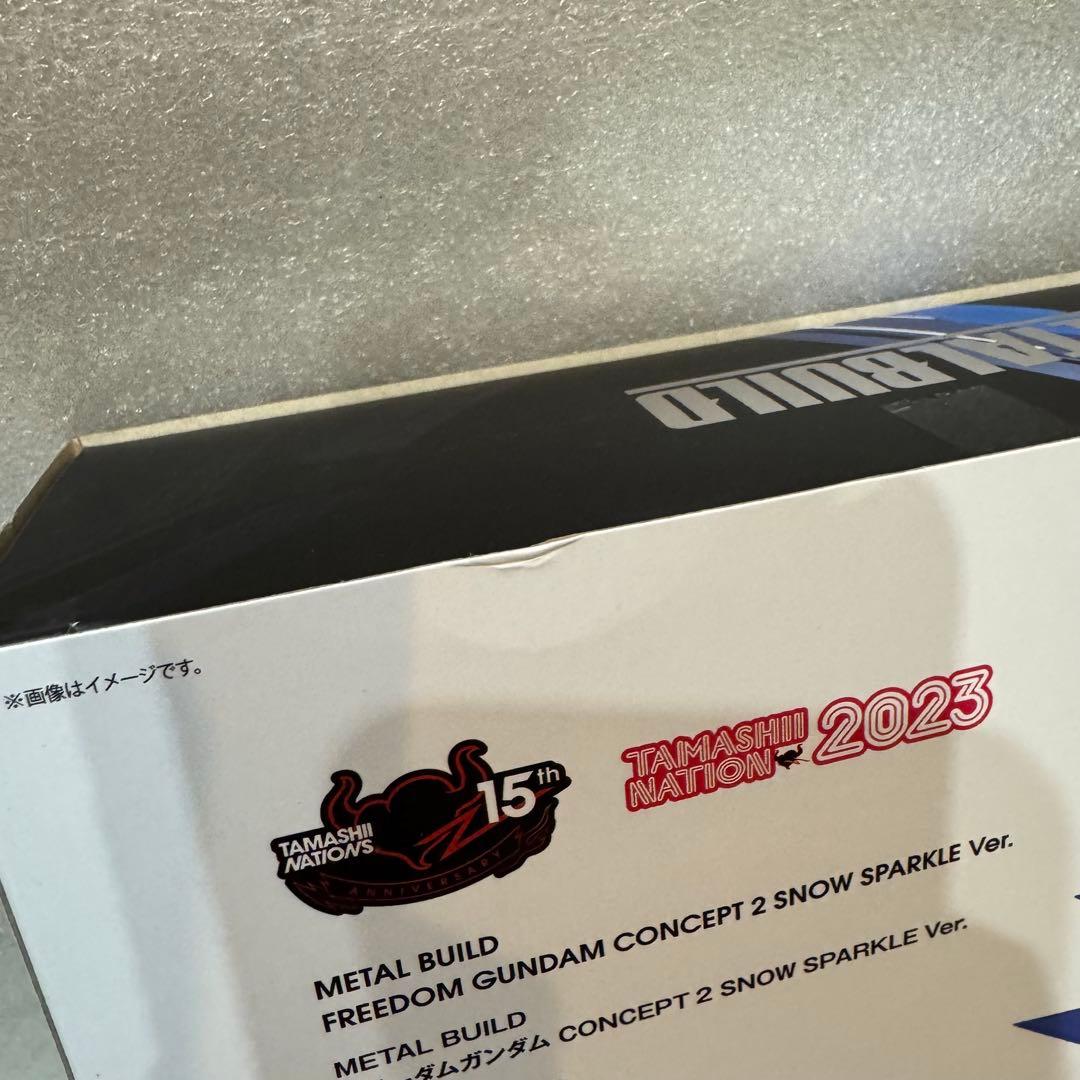 TALBUILD
※画像はイメージです。
TAMASHII
NATIONS
15th
ANNIVERSARY
TAMASHII
NATION
2023
METAL BUILD
FREEDOM GUNDAM CONCEPT 2 SNOW SPARKLE Ver.
METAL BUILD
ーダムガンダム CONCEPT 2 SNOW SPARKLE Ver.